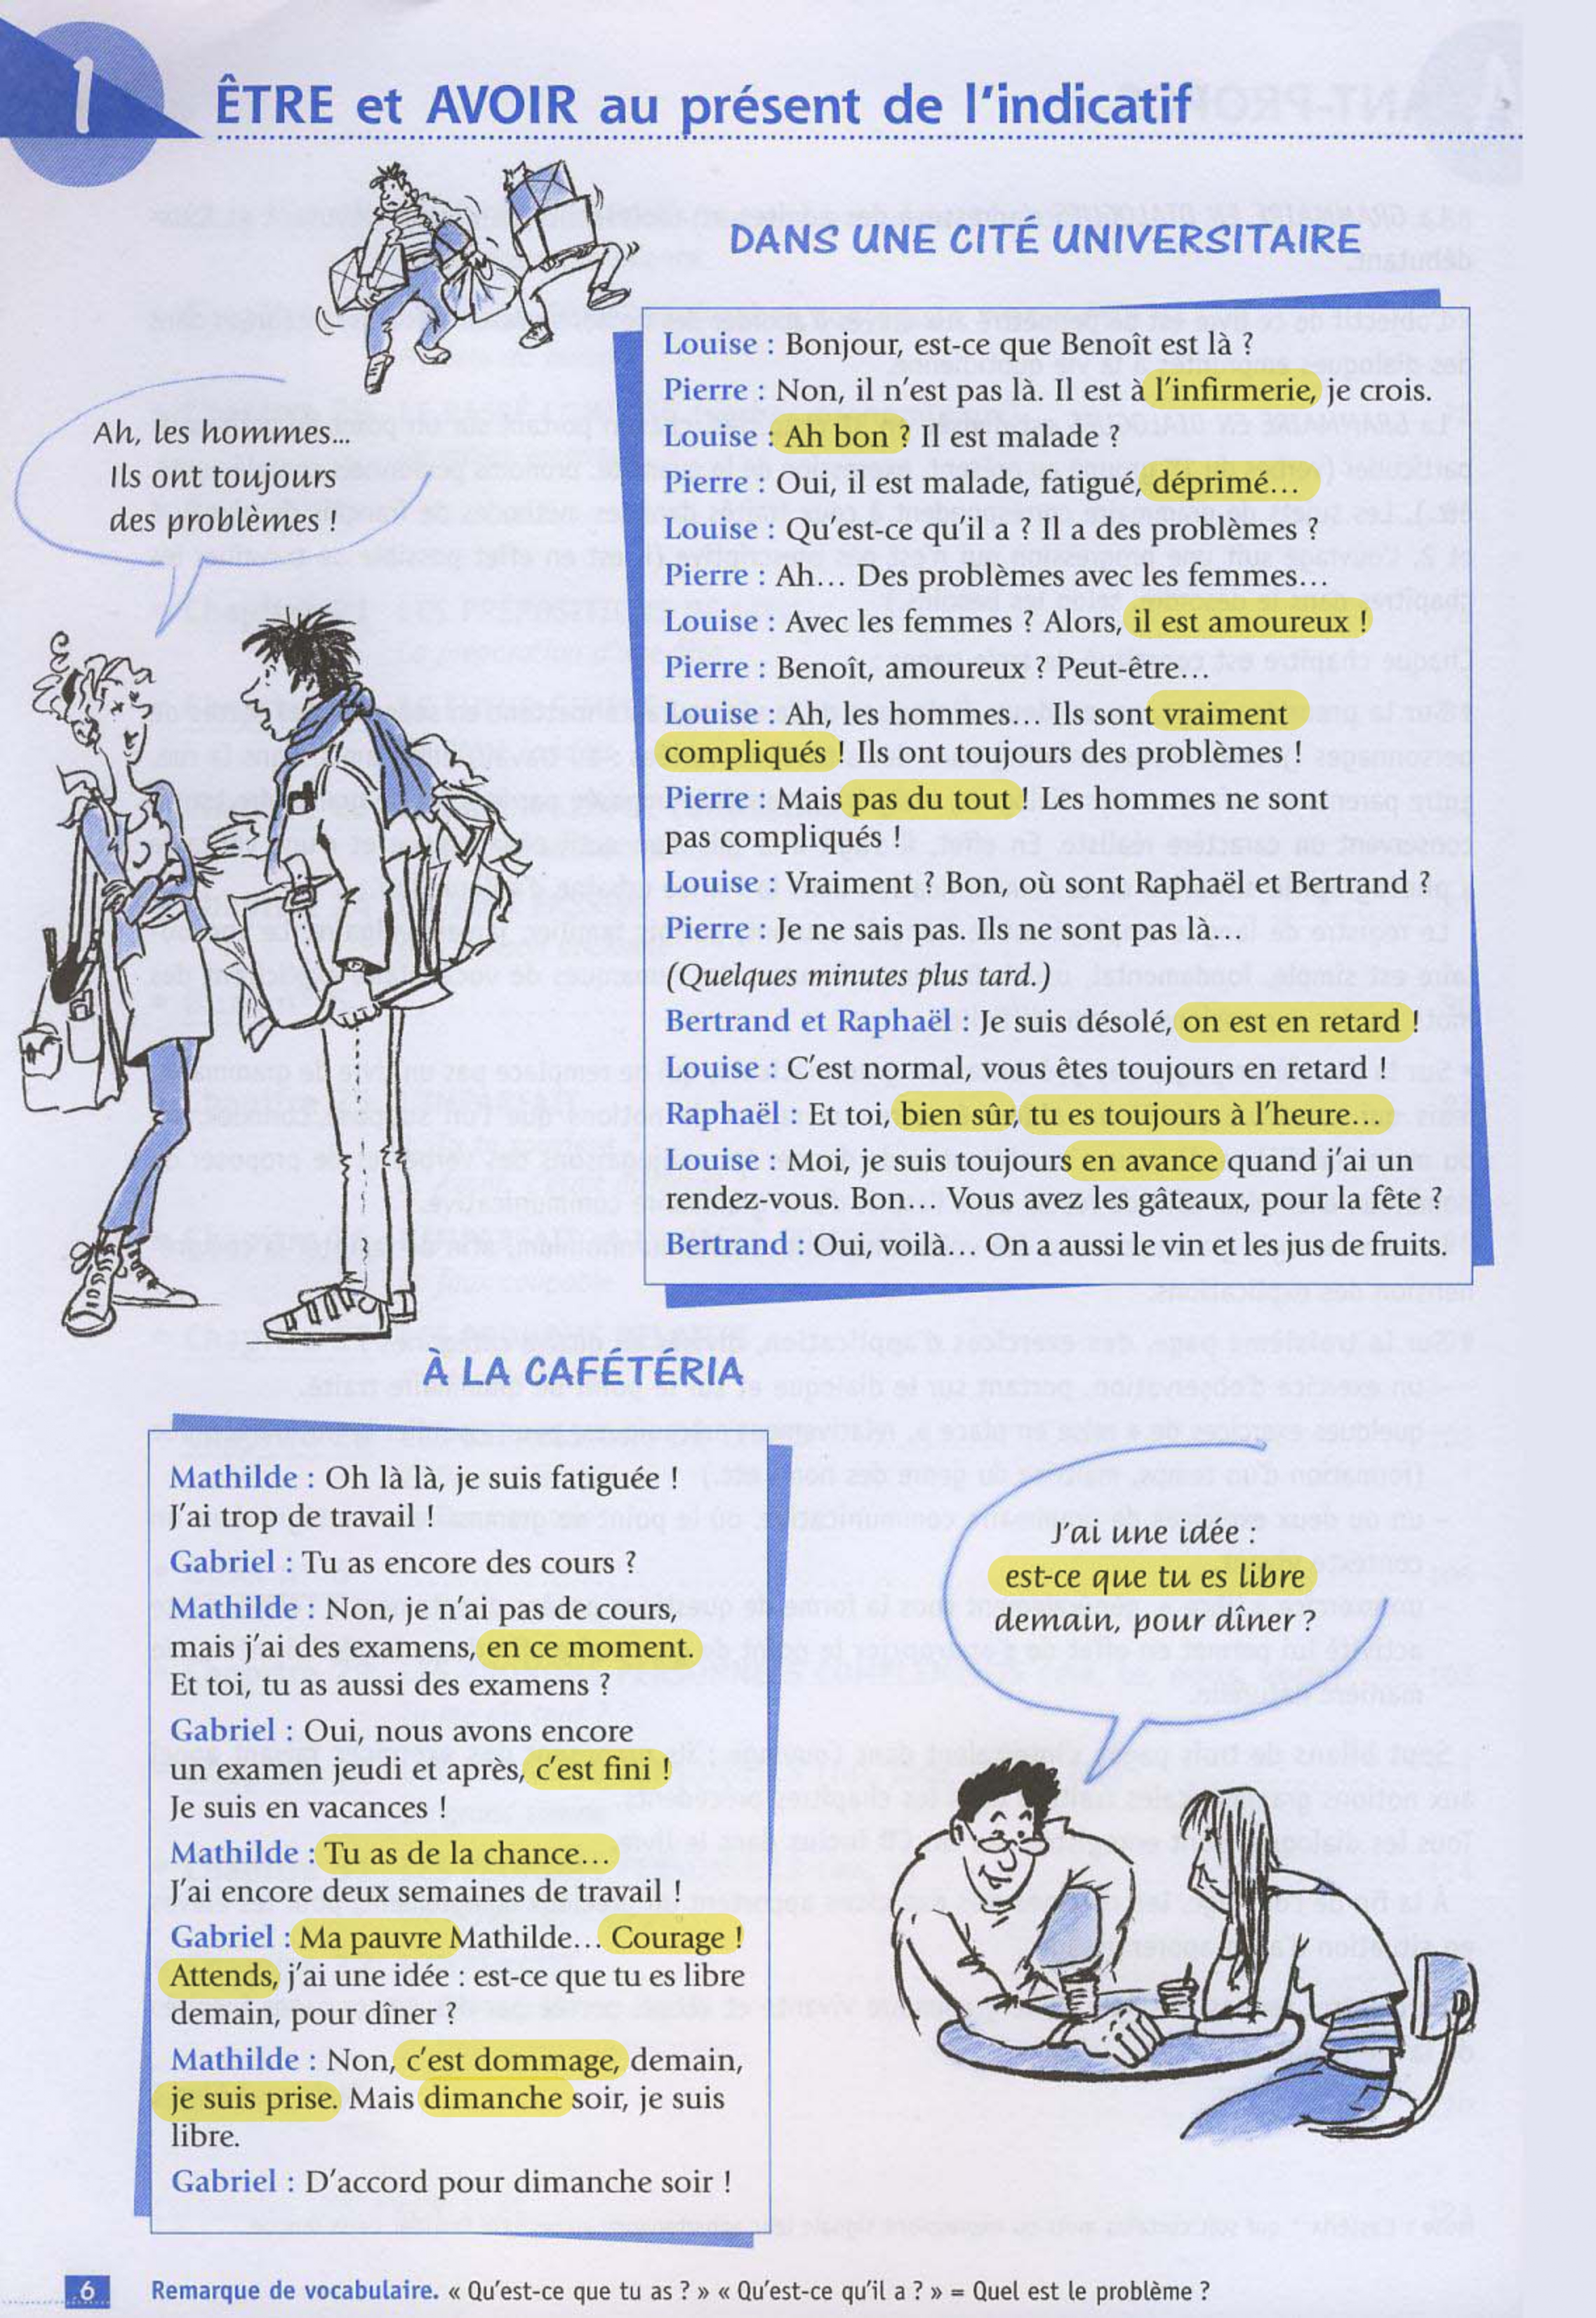 1
ÊTRE et AVOIR au présent de l'indicatif
DANS UNE CITÉ UNIVERSITAIRE
Ah, les hommes...
Ils ont toujours
des problèmes !
Louise : Bonjour, est-ce que Benoît est là ?
Pierre : Non, il n'est pas là. Il est à l'infirmerie, je crois.
Louise : Ah bon ? Il est malade ?
Pierre : Oui, il est malade, fatigué, déprimé...
Louise : Qu'est-ce qu'il a ? Il a des problèmes ?
Pierre : Ah... Des problèmes avec les femmes...
Louise : Avec les femmes ? Alors, il est amoureux !
Pierre : Benoît, amoureux ? Peut-être...
Louise : Ah, les hommes... Ils sont vraiment
compliqués ! Ils ont toujours des problèmes !
Pierre : Mais pas du tout ! Les hommes ne sont
pas compliqués !
Louise : Vraiment ? Bon, où sont Raphaël et Bertrand ?
Pierre : Je ne sais pas. Ils ne sont pas là...
(Quelques minutes plus tard.)
Bertrand et Raphaël : Je suis désolé, on est en retard !
Louise : C'est normal, vous êtes toujours en retard !
Raphaël : Et toi, bien sûr, tu es toujours à l'heure...
Louise : Moi, je suis toujours en avance quand j'ai un
rendez-vous. Bon... Vous avez les gâteaux, pour la fête ?
Bertrand : Oui, voilà... On a aussi le vin et les jus de fruits.
À LA CAFÉTÉRIA
Mathilde : Oh là là, je suis fatiguée !
J'ai trop de travail !
Gabriel : Tu as encore des cours ?
Mathilde : Non, je n'ai pas de cours,
mais j'ai des examens, en ce moment.
Et toi, tu as aussi des examens ?
Gabriel : Oui, nous avons encore
un examen jeudi et après, c'est fini !
Je suis en vacances !
Mathilde : Tu as de la chance...
J'ai encore deux semaines de travail !
Gabriel : Ma pauvre Mathilde... Courage !
Attends, j'ai une idée : est-ce que tu es libre
demain, pour dîner ?
Mathilde : Non, c'est dommage, demain,
je suis prise. Mais dimanche soir, je suis
libre.
Gabriel : D'accord pour dimanche soir !
J'ai une idée :
est-ce que tu es libre
demain, pour dîner ?
6
Remarque de vocabulaire. « Qu'est-ce que tu as ? » « Qu'est-ce qu'il a ? » = Quel est le problème ?